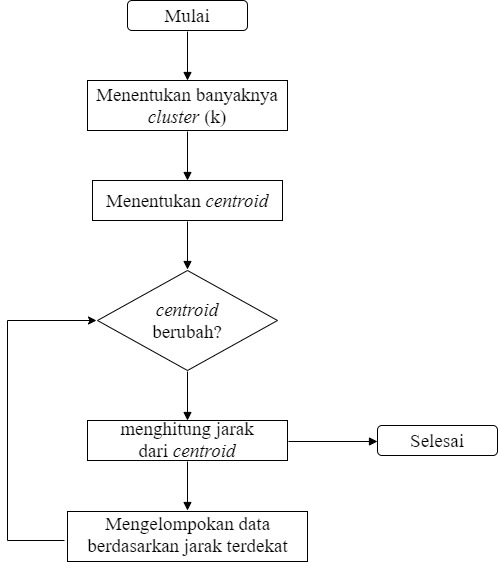 Mulai
Menentukan banyaknya
cluster (k)
Menentukan centroid
centroid
berubah?
menghitung jarak
dari centroid
Selesai
Mengelompokan data
berdasarkan jarak terdekat